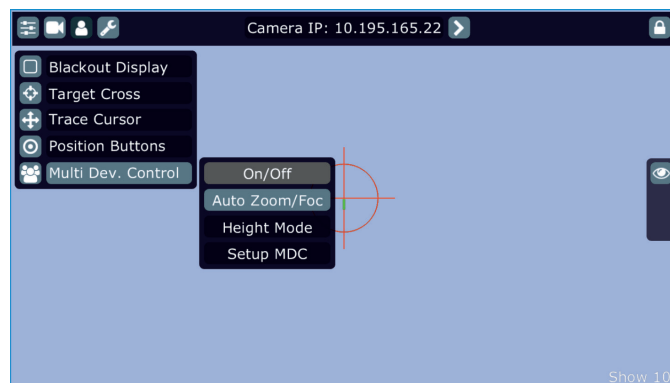 Camera IP: 10.195.165.22
Blackout Display
Target Cross
Trace Cursor
Position Buttons
Multi Dev. Control
On/Off
Auto Zoom/Foc
Height Mode
Setup MDC
Show 10